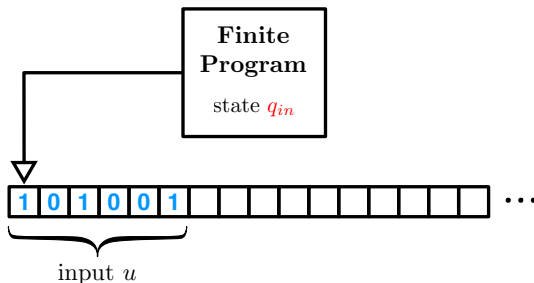 Finite
Program
state q_in
1 0 1 0 0 1
...
input u